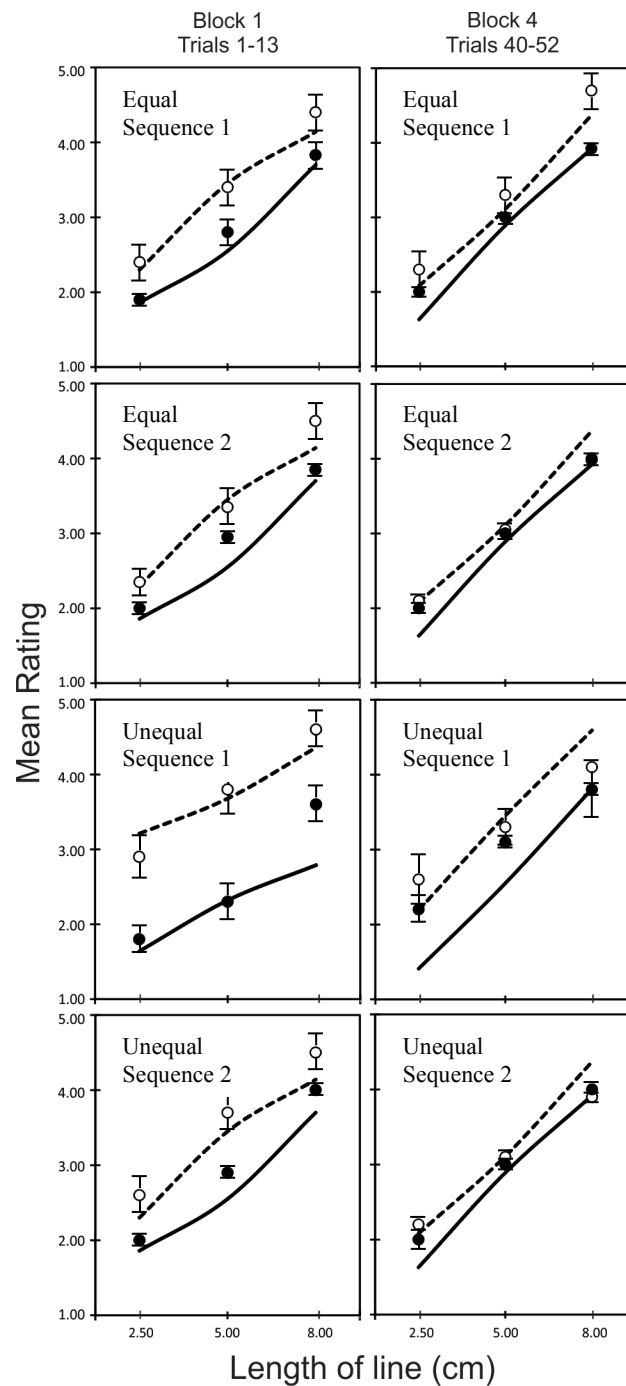 Block 1
Trials 1-13
Block 4
Trials 40-52
Mean Rating
5.00
4.00
3.00
2.00
1.00
Equal
Sequence 1
Equal
Sequence 1
5.00
4.00
3.00
2.00
1.00
Equal
Sequence 2
Equal
Sequence 2
5.00
4.00
3.00
2.00
1.00
Unequal
Sequence 1
Unequal
Sequence 1
5.00
4.00
3.00
2.00
1.00
Unequal
Sequence 2
Unequal
Sequence 2
2.50 5.00 8.00
2.50 5.00 8.00
Length of line (cm)